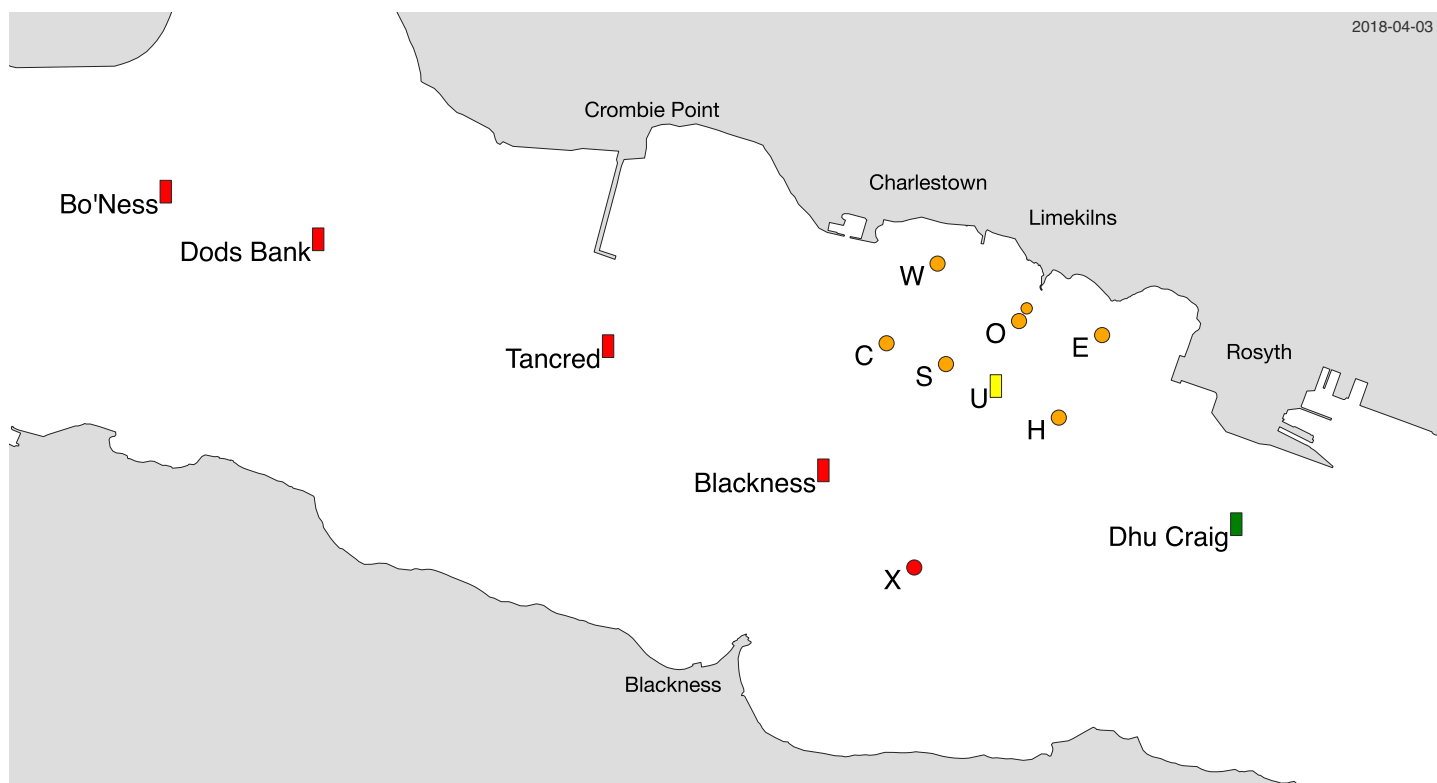 2018-04-03
Crombie Point
Charlestown
Bo'Ness
Limekilns
Dods Bank
W
O
E
Tancred
C
Rosyth
S
U
H
Blackness
Dhu Craig
X
Blackness